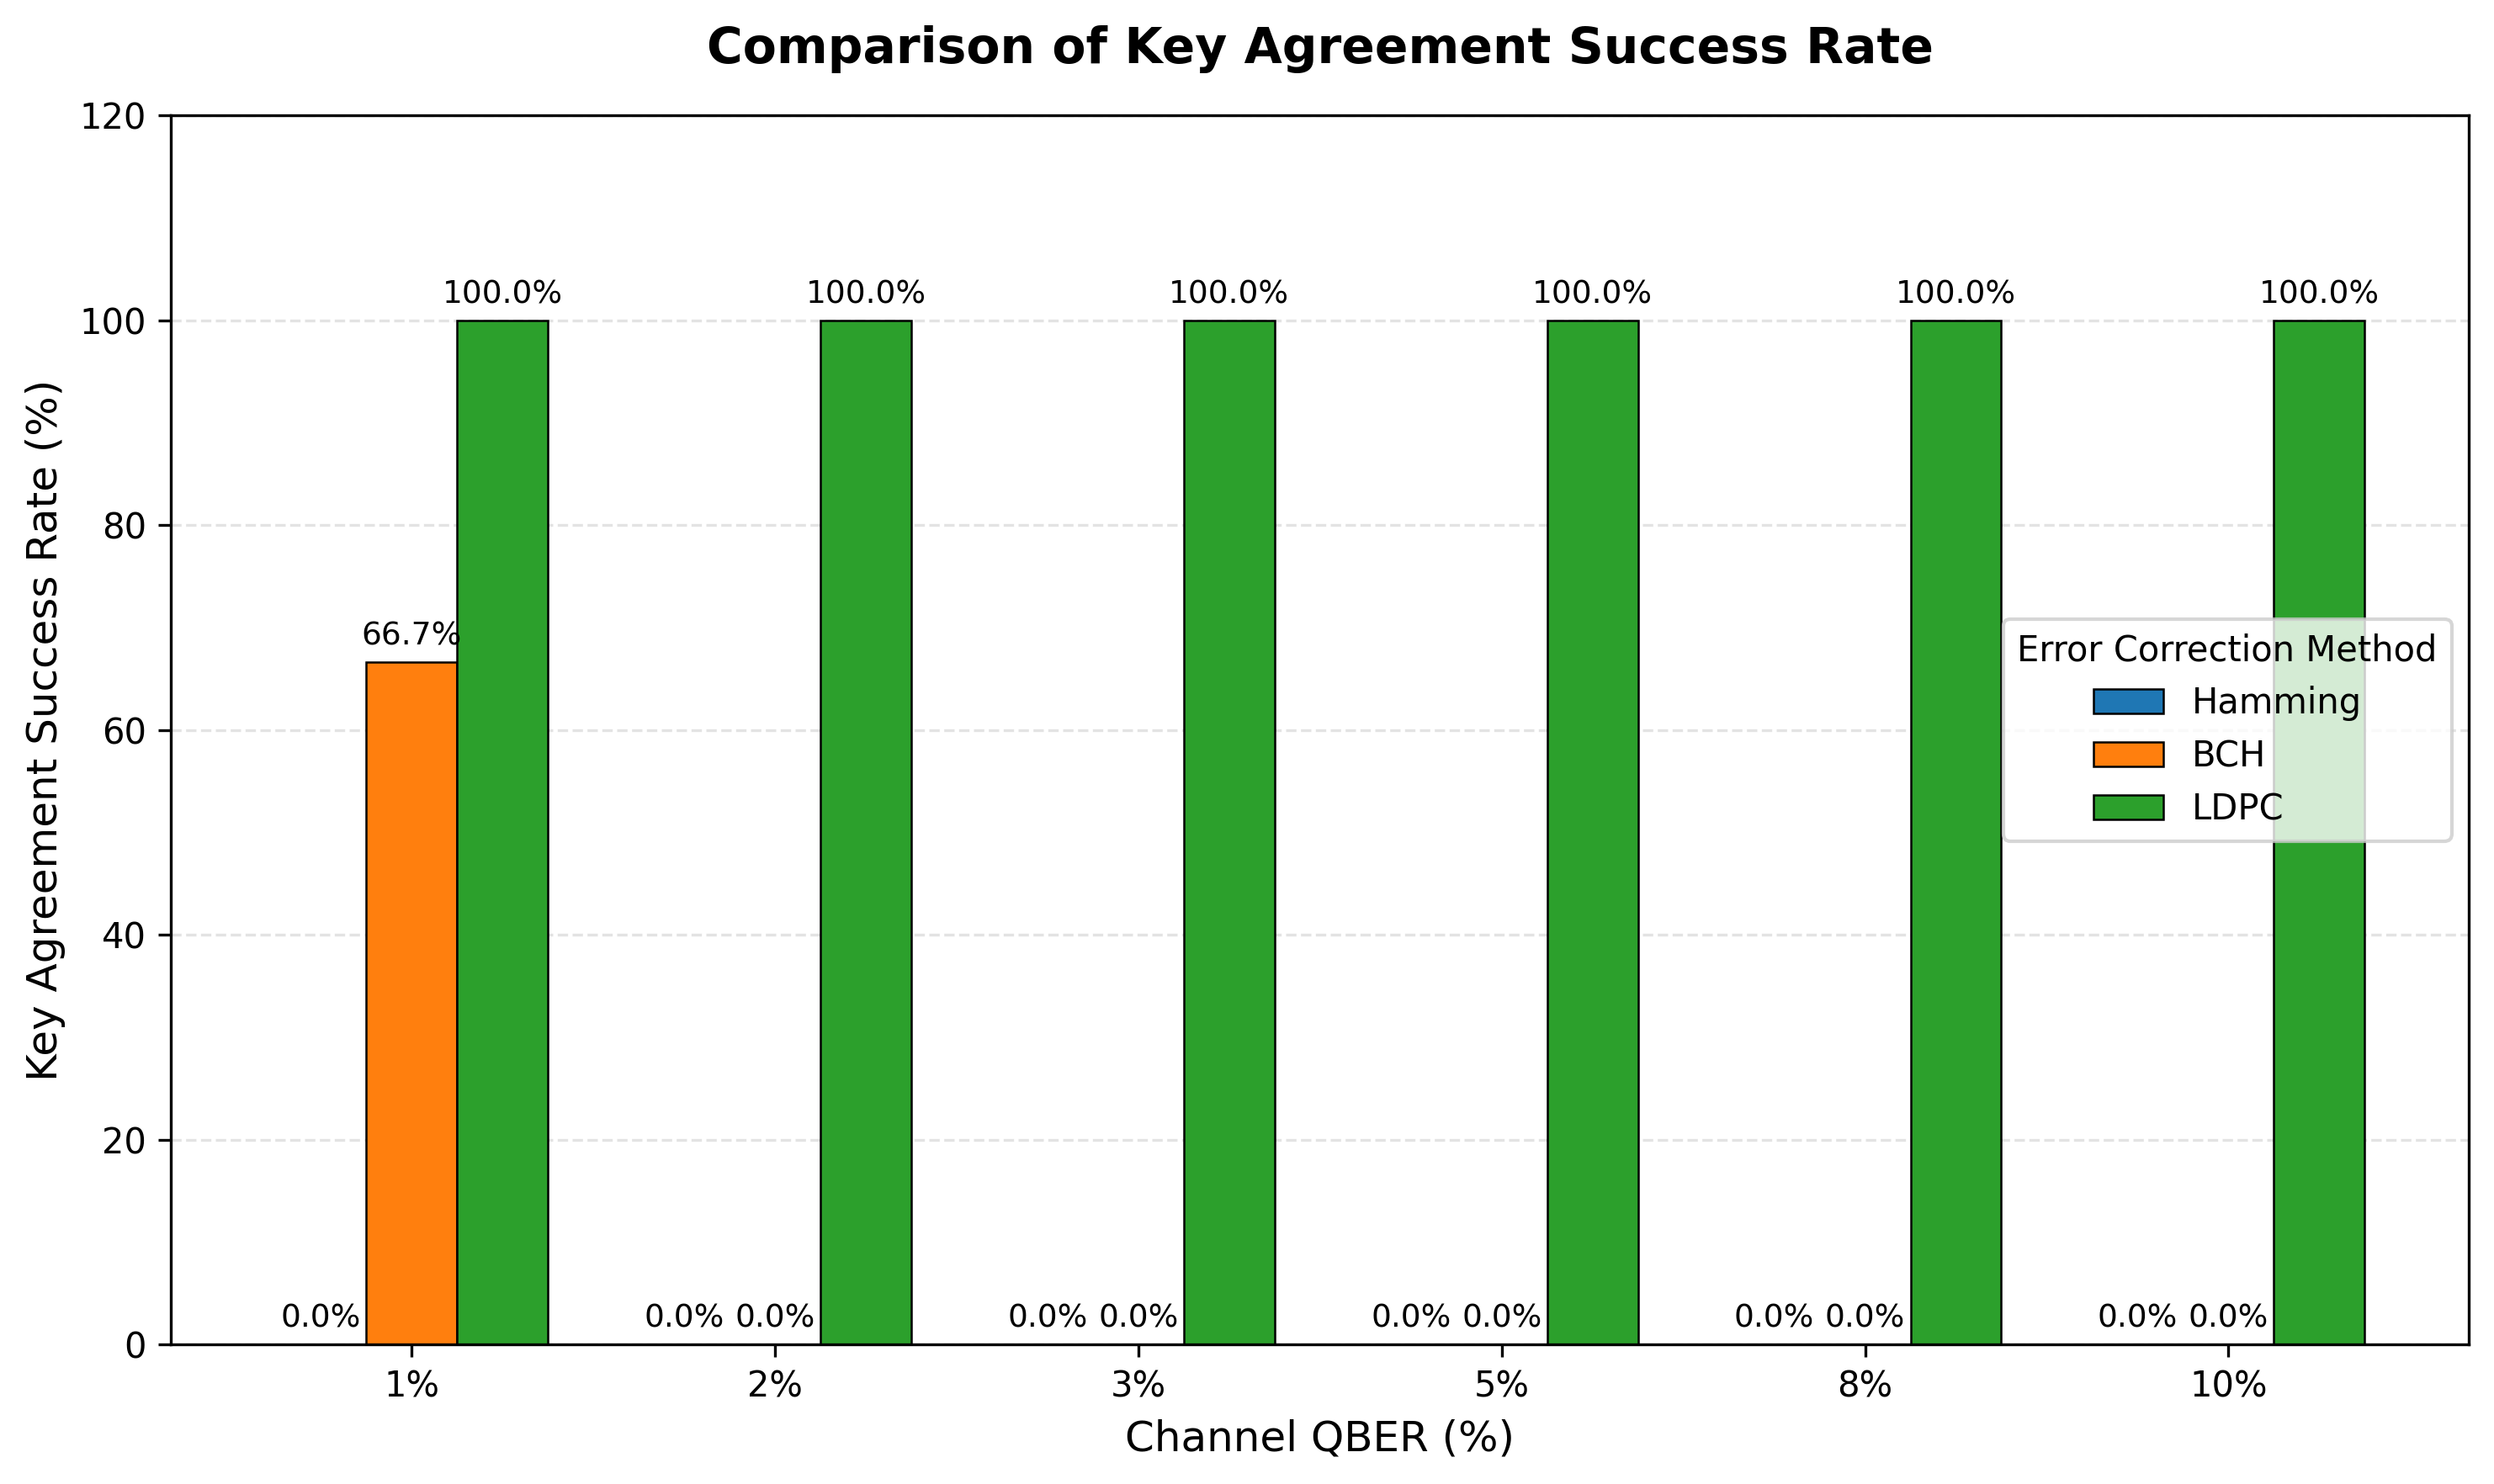 Comparison of Key Agreement Success Rate
Key Agreement Success Rate (%)
120
100
80
60
40
20
0
100.0% 100.0% 100.0% 100.0% 100.0% 100.0%
66.7%
Error Correction Method
Hamming
BCH
LDPC
0.0% 0.0% 0.0% 0.0% 0.0% 0.0% 0.0% 0.0% 0.0% 0.0% 0.0%
1% 2% 3% 5% 8% 10%
Channel QBER (%)